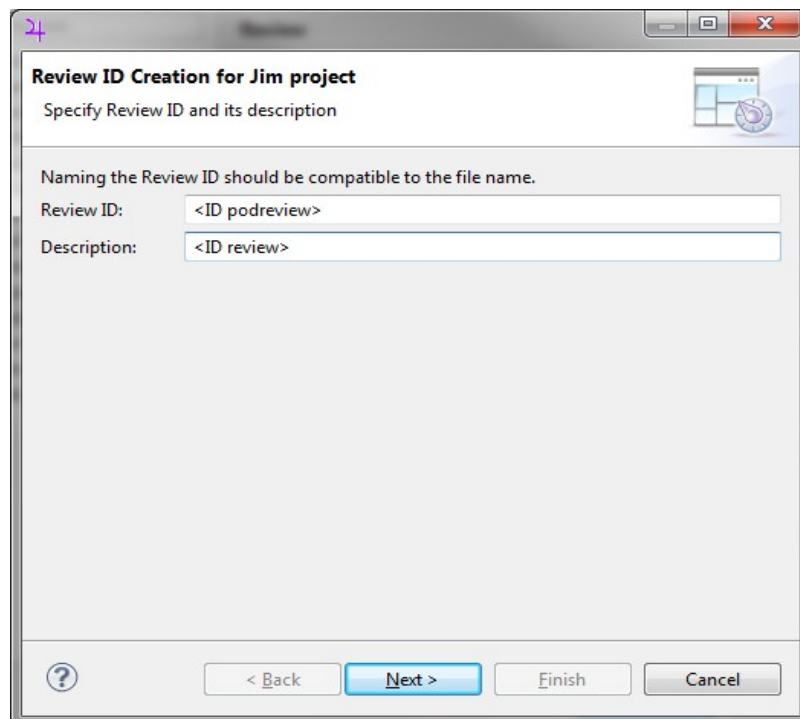 Review ID Creation for Jim project
Specify Review ID and its description
Naming the Review ID should be compatible to the file name.
Review ID: <ID podreview>
Description: <ID review>
< Back Next > Finish Cancel